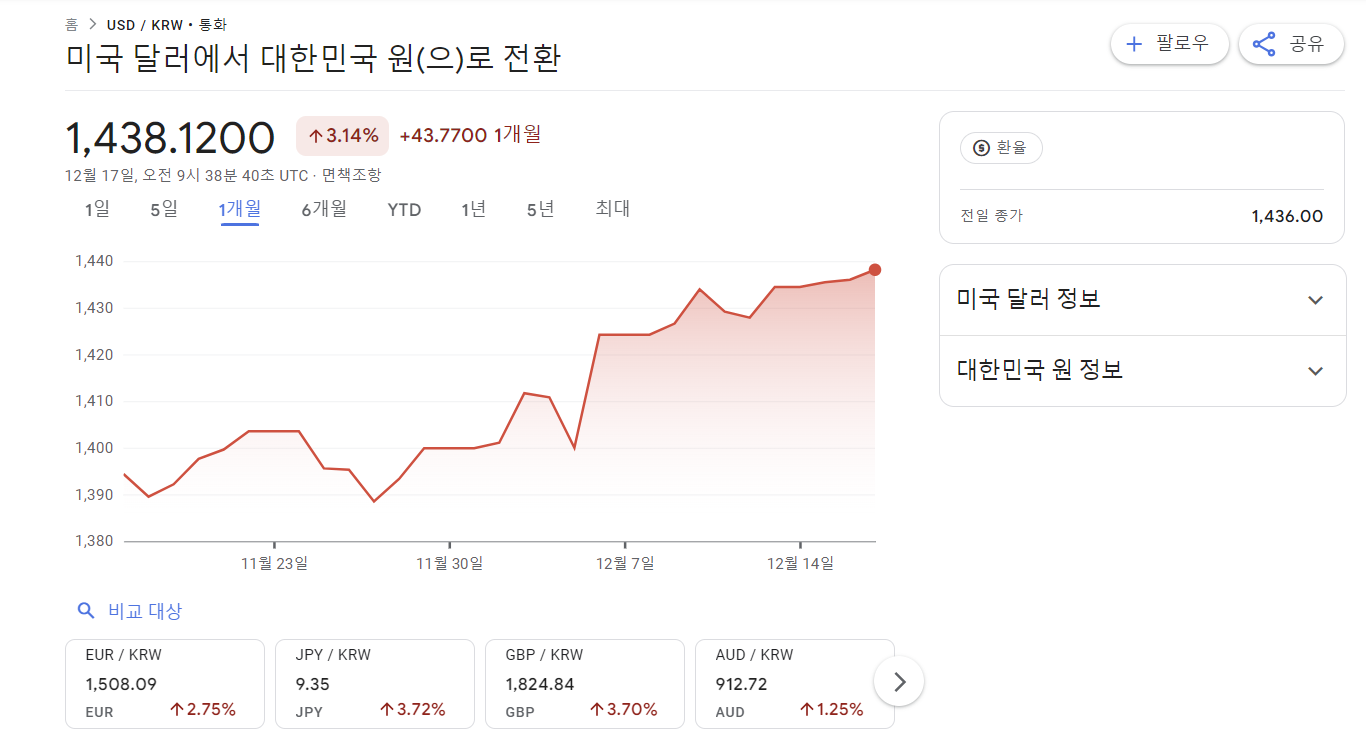 홈 > USD / KRW • 통화
미국 달러에서 대한민국 원(으)로 전환
+ 팔로우
공유
1,438.1200 ↑3.14% +43.7700 1개월
12월 17일, 오전 9시 38분 40초 UTC · 면책조항
1일 5일 1개월 6개월 YTD 1년 5년 최대
1,440
1,430
1,420
1,410
1,400
1,390
1,380
11월 23일 11월 30일 12월 7일 12월 14일
환율
전일 종가 1,436.00
미국 달러 정보
대한민국 원 정보
비교 대상
EUR / KRW
1,508.09
EUR ↑2.75%
JPY / KRW
9.35
JPY ↑3.72%
GBP / KRW
1,824.84
GBP ↑3.70%
AUD / KRW
912.72
AUD ↑1.25%